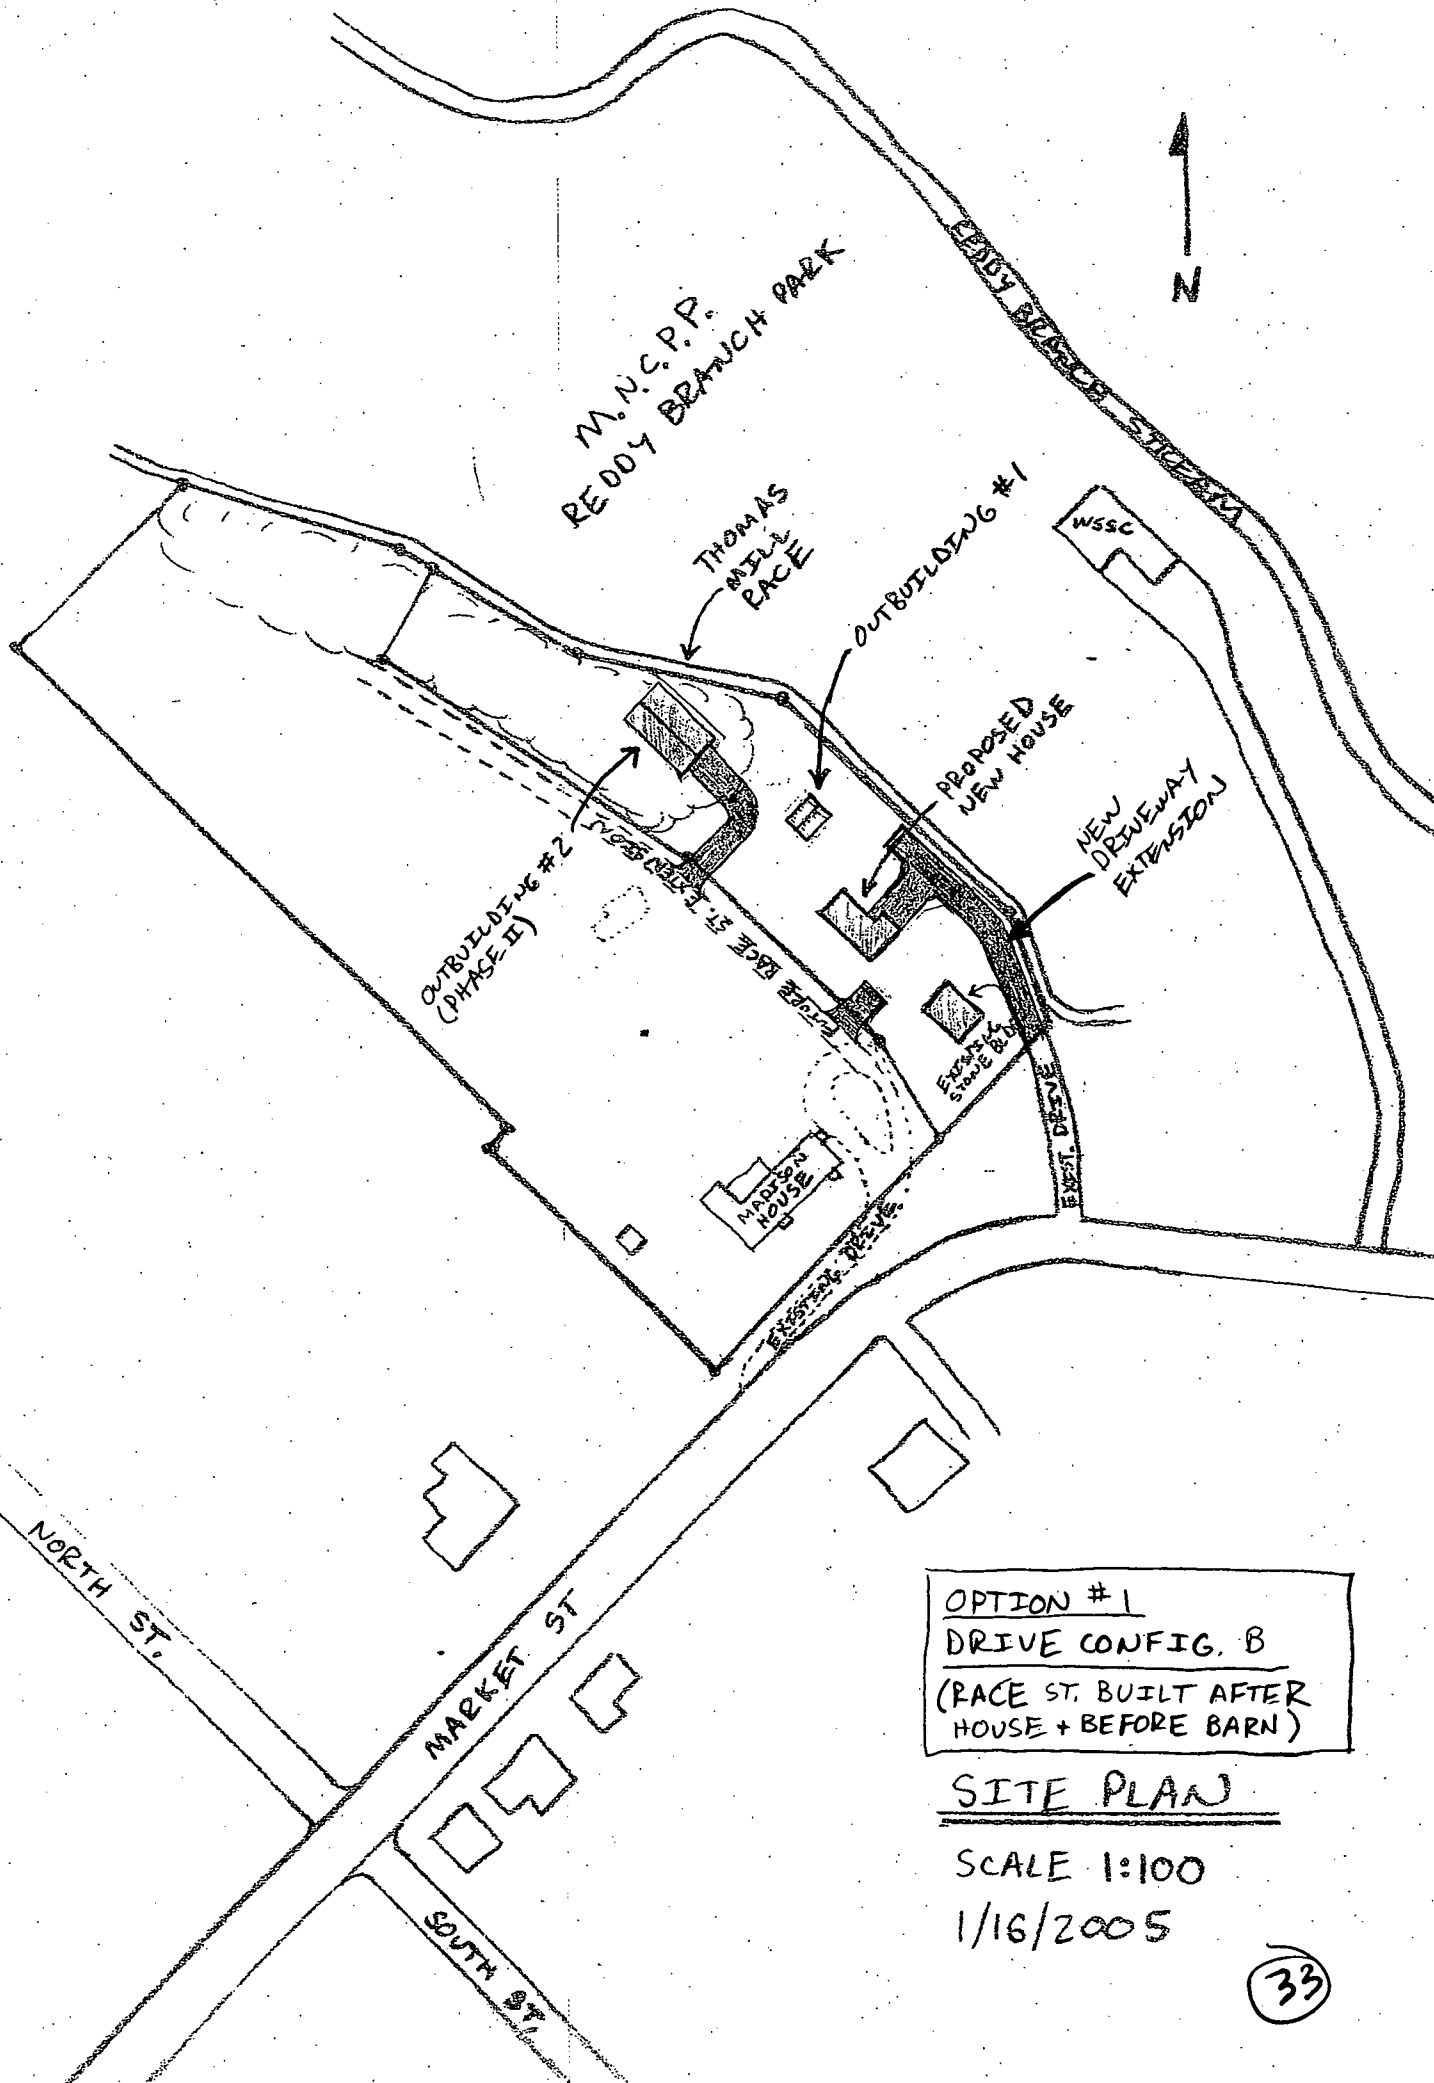 N
REDDY BRANCH STREAM
M.N.C.P.P.
REDDY BRANCH PARK
THOMAS
MILL
RACE
OUTBUILDING #1
WSSC
PROPOSED
NEW HOUSE
NEW
DRIVEWAY
EXTENSION
OUTBUILDING #2
(PHASE II)
FUTURE RACE ST. EXTENSION
EXISTING
STONE BLDG
EXIST. DRIVE
MADISON
HOUSE
EXISTING DRIVE
NORTH ST.
MARKET ST
SOUTH ST.
OPTION #1
DRIVE CONFIG. B
(RACE ST. BUILT AFTER
HOUSE + BEFORE BARN)
SITE PLAN
SCALE 1:100
1/16/2005
33